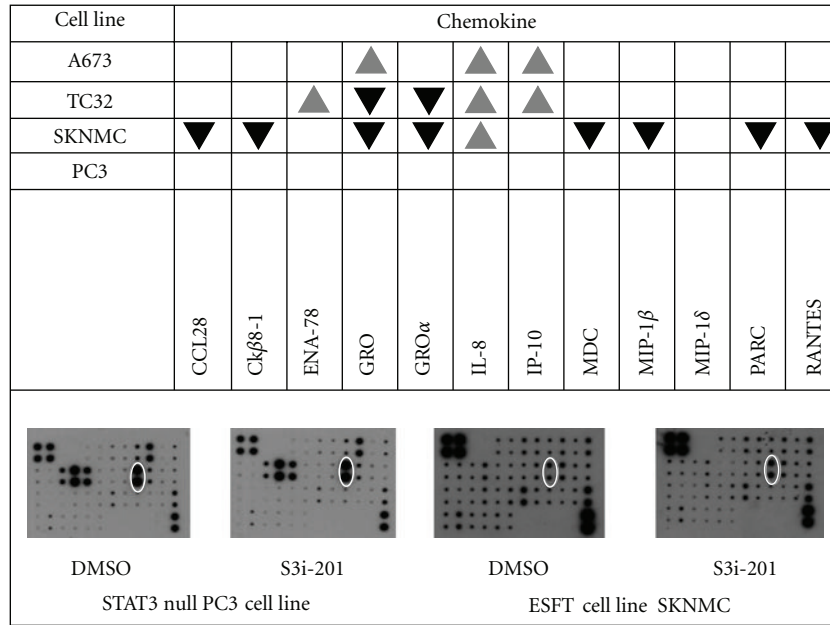 Cell line Chemokine
A673
TC32
SKNMC
PC3
CCL28
Ckβ8-1
ENA-78
GRO
GROα
IL-8
IP-10
MDC
MIP-1β
MIP-1δ
PARC
RANTES
DMSO S3i-201 DMSO S3i-201
STAT3 null PC3 cell line ESFT cell line SKNMC